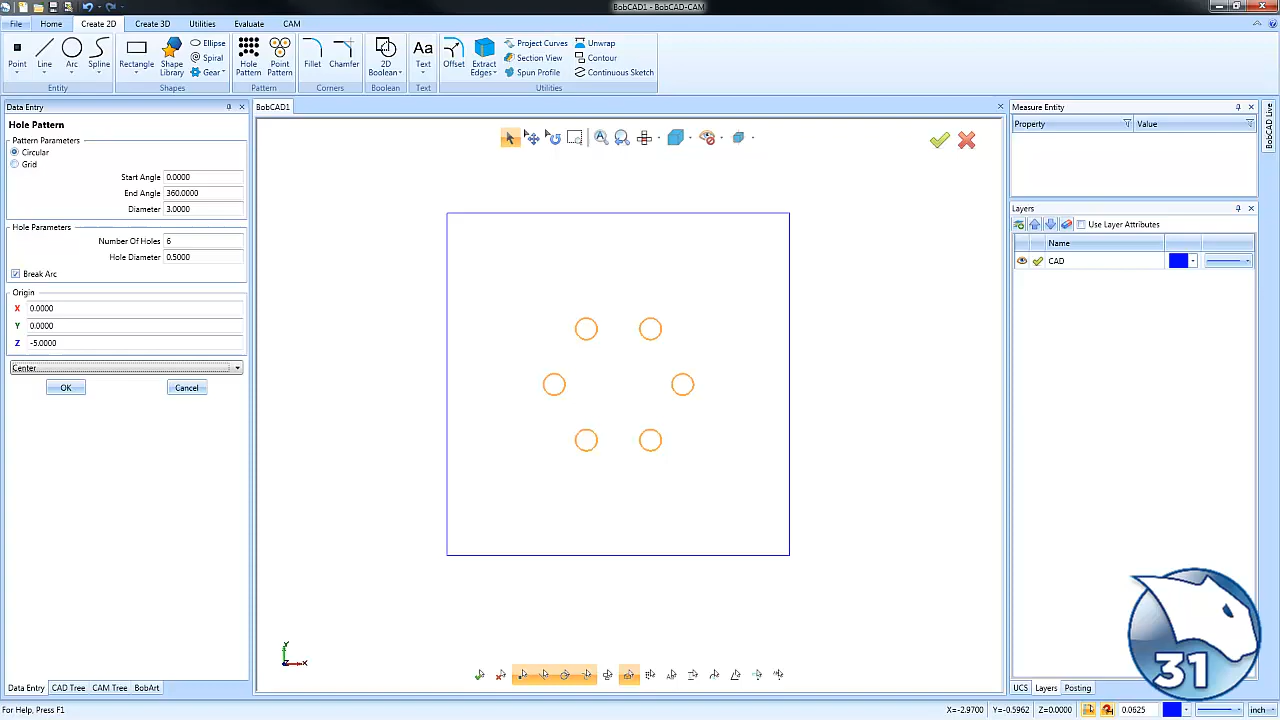 BobCAD1 - BobCAD-CAM
File Home Create 2D Create 3D Utilities Evaluate CAM
Point Line Arc Spline Rectangle Shape Library Ellipse Spiral Gear Hole Pattern Point Pattern Fillet Chamfer 2D Boolean Text Offset Extract Edges Project Curves Section View Spun Profile Unwrap Contour Continuous Sketch
Entity Shapes Pattern Corners Boolean Text Utilities
Data Entry
BobCAD1
Measure Entity
BobCAD Live
Hole Pattern
Property Value
Pattern Parameters
Circular
Grid
Start Angle 0.0000
End Angle 360.0000
Diameter 3.0000
Layers
Use Layer Attributes
Name
CAD
Hole Parameters
Number Of Holes 6
Hole Diameter 0.5000
Break Arc
Origin
X 0.0000
Y 0.0000
Z -5.0000
Center
OK Cancel
Y
X
31
Data Entry CAD Tree CAM Tree BobArt
UCS Layers Posting
For Help, Press F1
X=-2.9700 Y=-0.5962 Z=0.0000 0.0625 inch